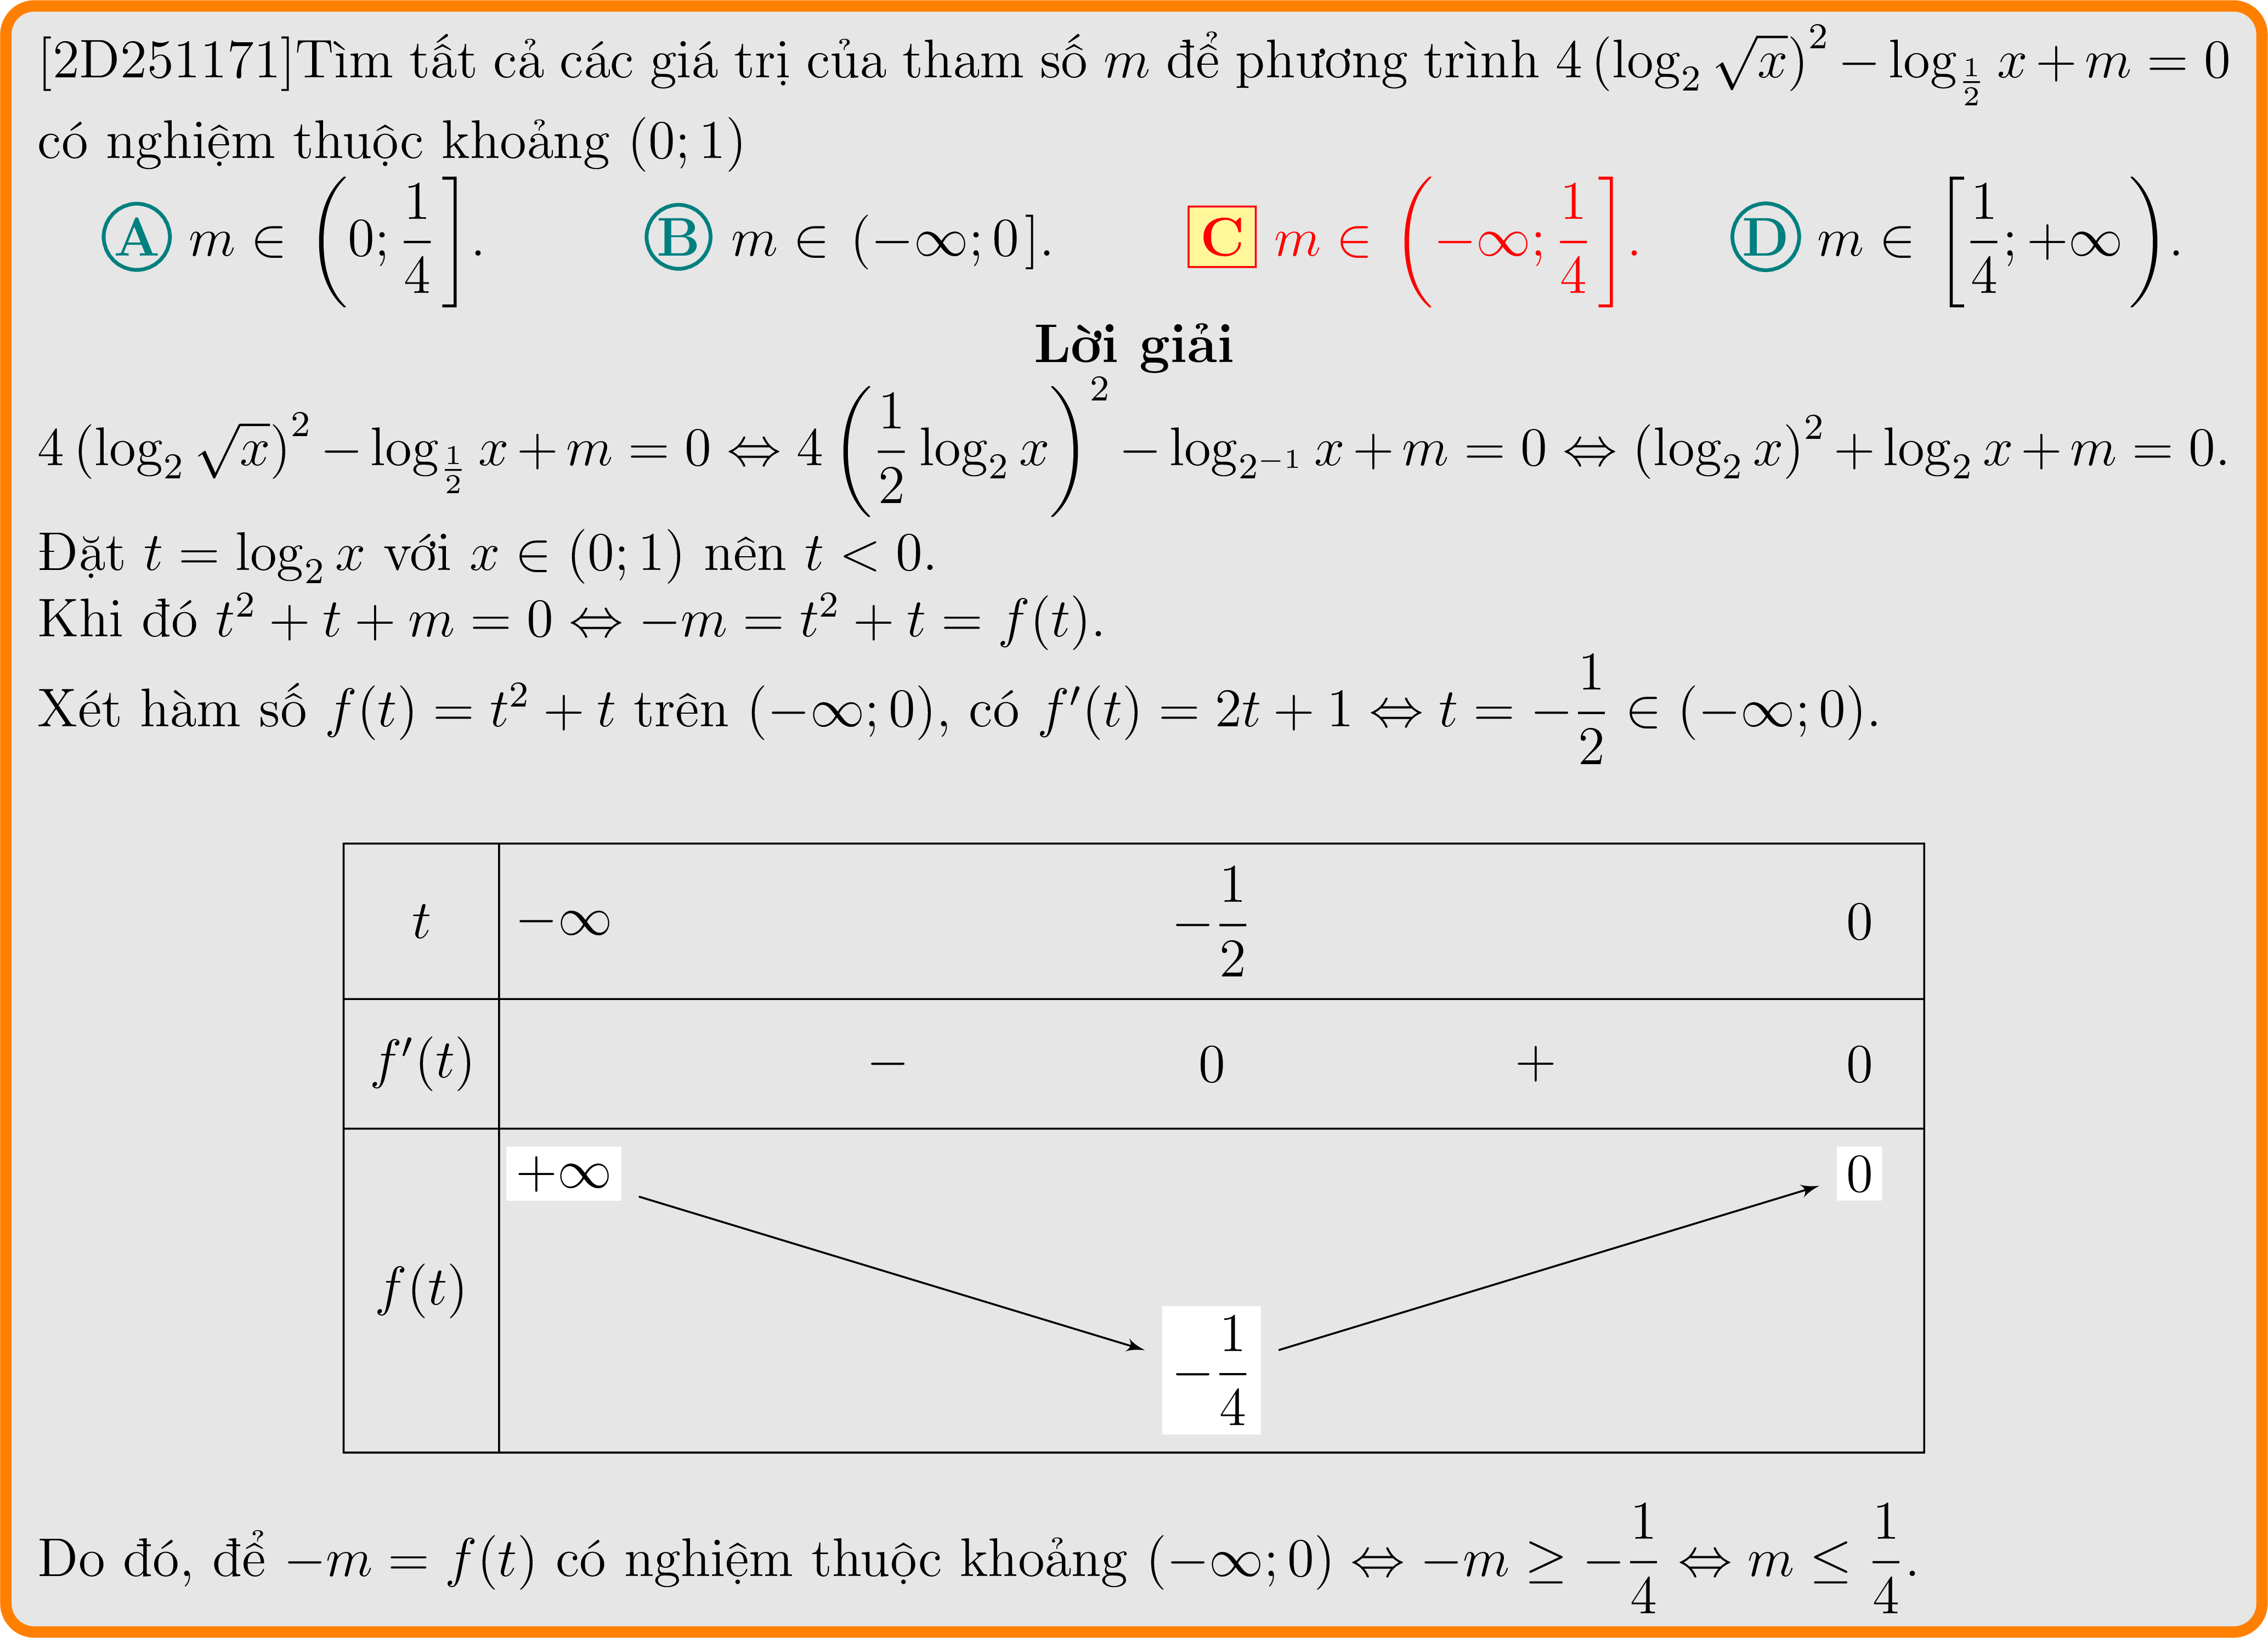 [2D251171]Tìm tất cả các giá trị của tham số $m$ để phương trình $4\left(\log_2 \sqrt{x}\right)^2 - \log_{\frac{1}{2}} x + m = 0$
có nghiệm thuộc khoảng $(0; 1)$
A $m \in \left(0; \frac{1}{4}\right]$. B $m \in (-\infty; 0]$. C $m \in \left(-\infty; \frac{1}{4}\right]$. D $m \in \left[\frac{1}{4}; +\infty\right)$.
Lời giải
$4\left(\log_2 \sqrt{x}\right)^2 - \log_{\frac{1}{2}} x + m = 0 \Leftrightarrow 4\left(\frac{1}{2}\log_2 x\right)^2 - \log_{2^{-1}} x + m = 0 \Leftrightarrow \left(\log_2 x\right)^2 + \log_2 x + m = 0.$
Đặt $t = \log_2 x$ với $x \in (0; 1)$ nên $t < 0$.
Khi đó $t^2 + t + m = 0 \Leftrightarrow -m = t^2 + t = f(t)$.
Xét hàm số $f(t) = t^2 + t$ trên $(-\infty; 0)$, có $f'(t) = 2t + 1 \Leftrightarrow t = -\frac{1}{2} \in (-\infty; 0)$.
$t$ $-\infty$ $-\frac{1}{2}$ $0$
$f'(t)$ $-$ $0$ $+$ $0$
$+\infty$ $0$
$f(t)$
$-\frac{1}{4}$
Do đó, để $-m = f(t)$ có nghiệm thuộc khoảng $(-\infty; 0) \Leftrightarrow -m \geq -\frac{1}{4} \Leftrightarrow m \leq \frac{1}{4}$.